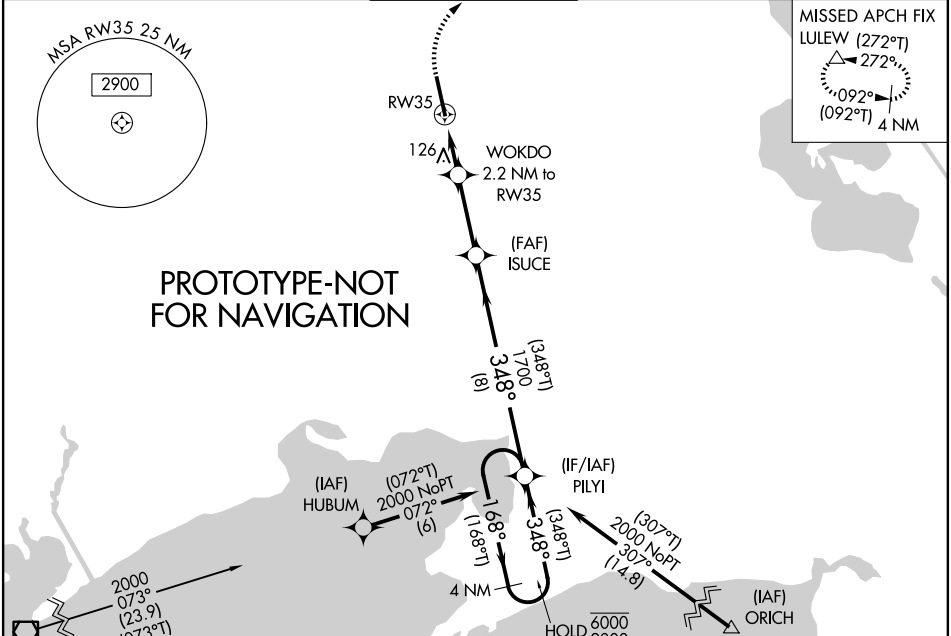 MSA RW35 25 NM
2900
MISSED APCH FIX
LULEW (272°T)
272°
092°
(092°T)
4 NM
RW35
126
WOKDO
2.2 NM to
RW35
(FAF)
ISUCE
PROTOTYPE-NOT
FOR NAVIGATION
(348°T)
1700
348°
(8)
(IF/IAF)
PILYI
(IAF)
HUBUM
(072°T)
2000 NoPT
072°
(6)
168°
(168°T)
348°
(348°T)
(307°T)
2000 NoPT
307°
(14.8)
4 NM
HOLD 6000
(IAF)
ORICH
2000
073°
(23.9)
(073°T)